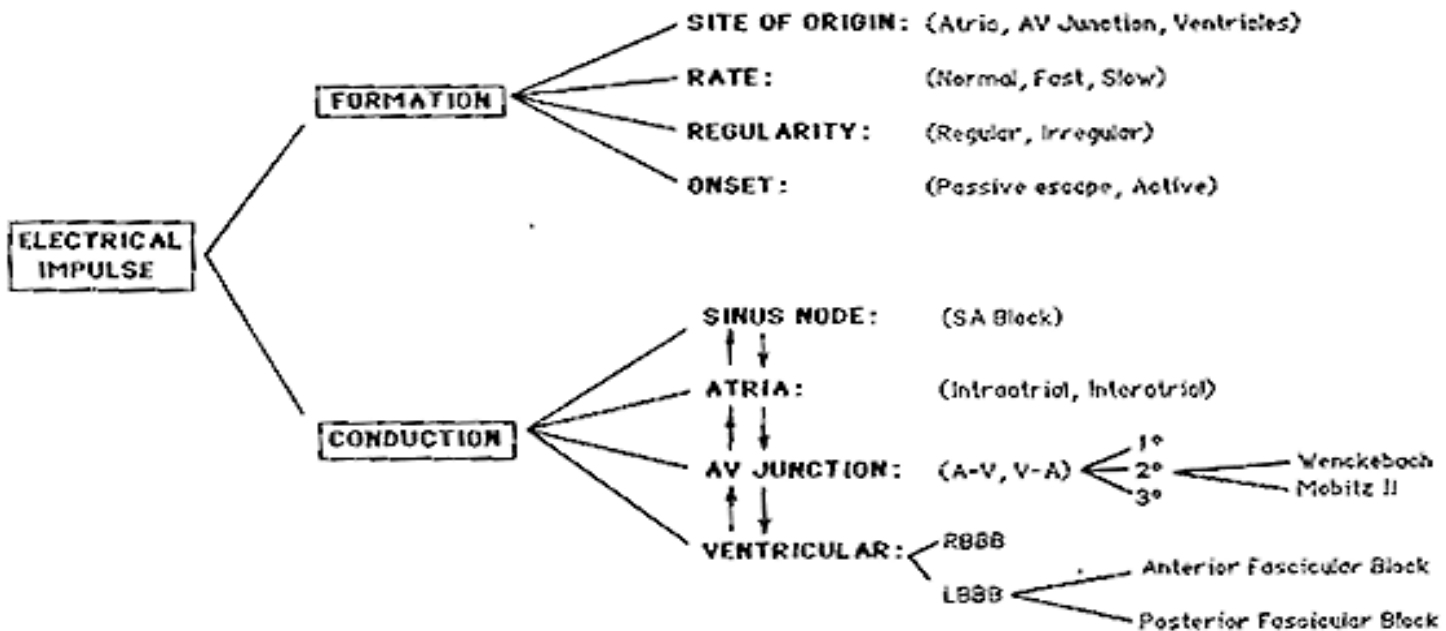 SITE OF ORIGIN: (Atria, AV Junction, Ventricles)
FORMATION
RATE: (Normal, Fast, Slow)
REGULARITY: (Regular, Irregular)
ONSET: (Passive escape, Active)
ELECTRICAL
IMPULSE
SINUS NODE: (SA Block)
ATRIA: (Intraatrial, Interatrial)
CONDUCTION
AV JUNCTION: (A-V, V-A)
1°
2°
3°
Wenckebach
Mobitz II
VENTRICULAR:
RBBB
LBBB
Anterior Fascicular Block
Posterior Fascicular Block